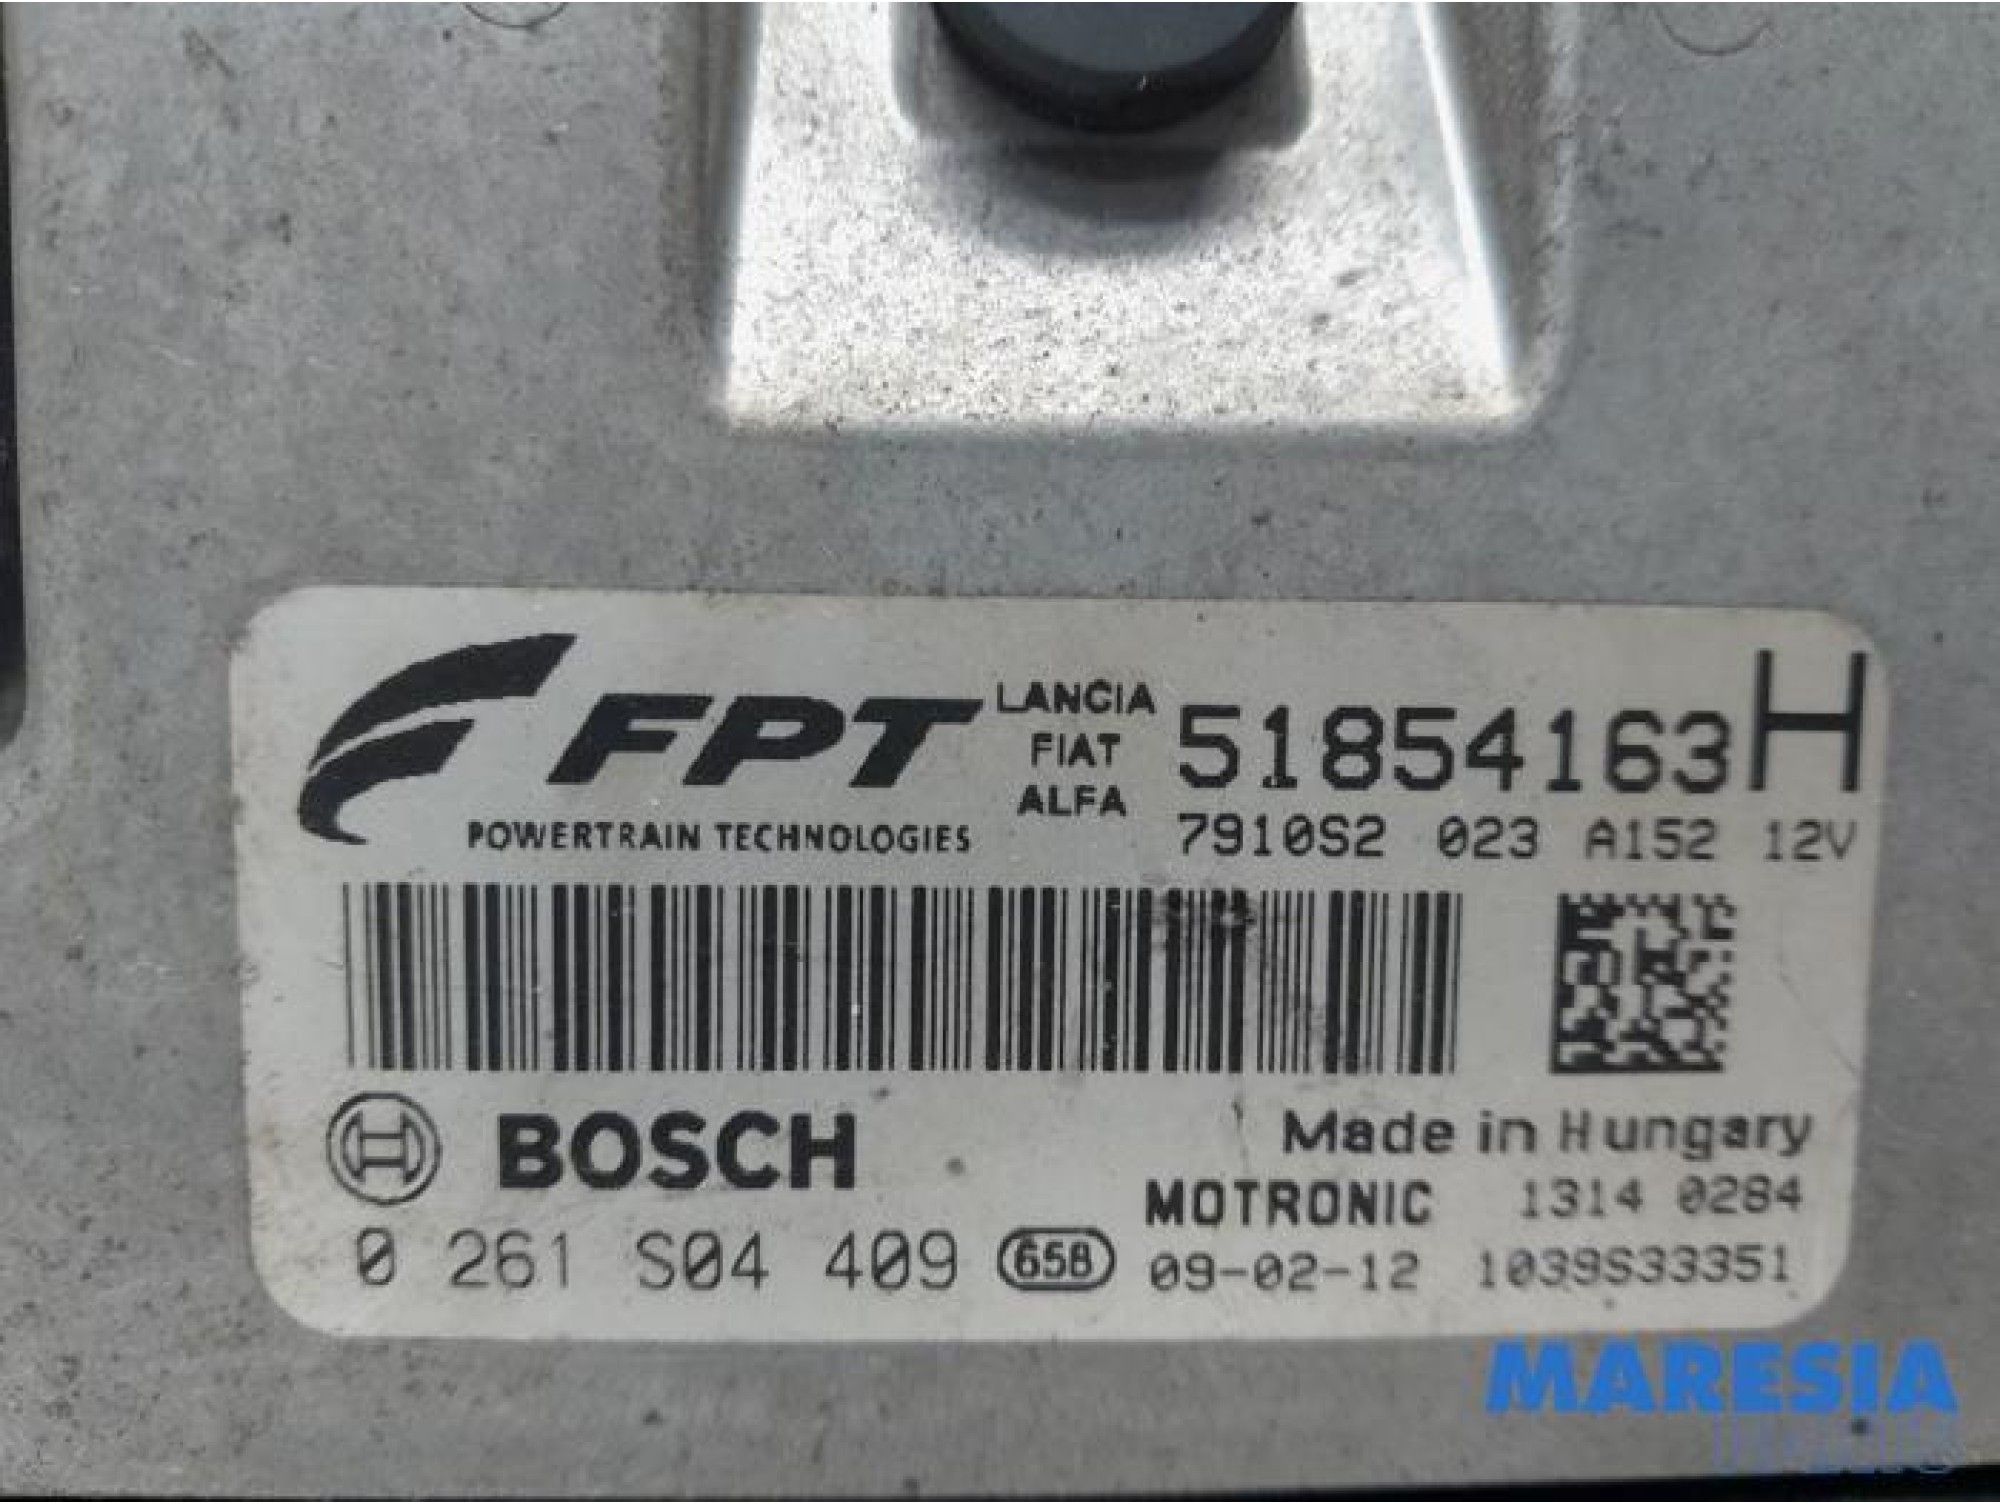 FPT
POWERTRAIN TECHNOLOGIES
LANCIA
FIAT
ALFA
51854163 H
7910S2 023 A152 12V
BOSCH
Made in Hungary
MOTRONIC 1314 0284
0 261 S04 409 658 09-02-12 1039S33351
MARESIA